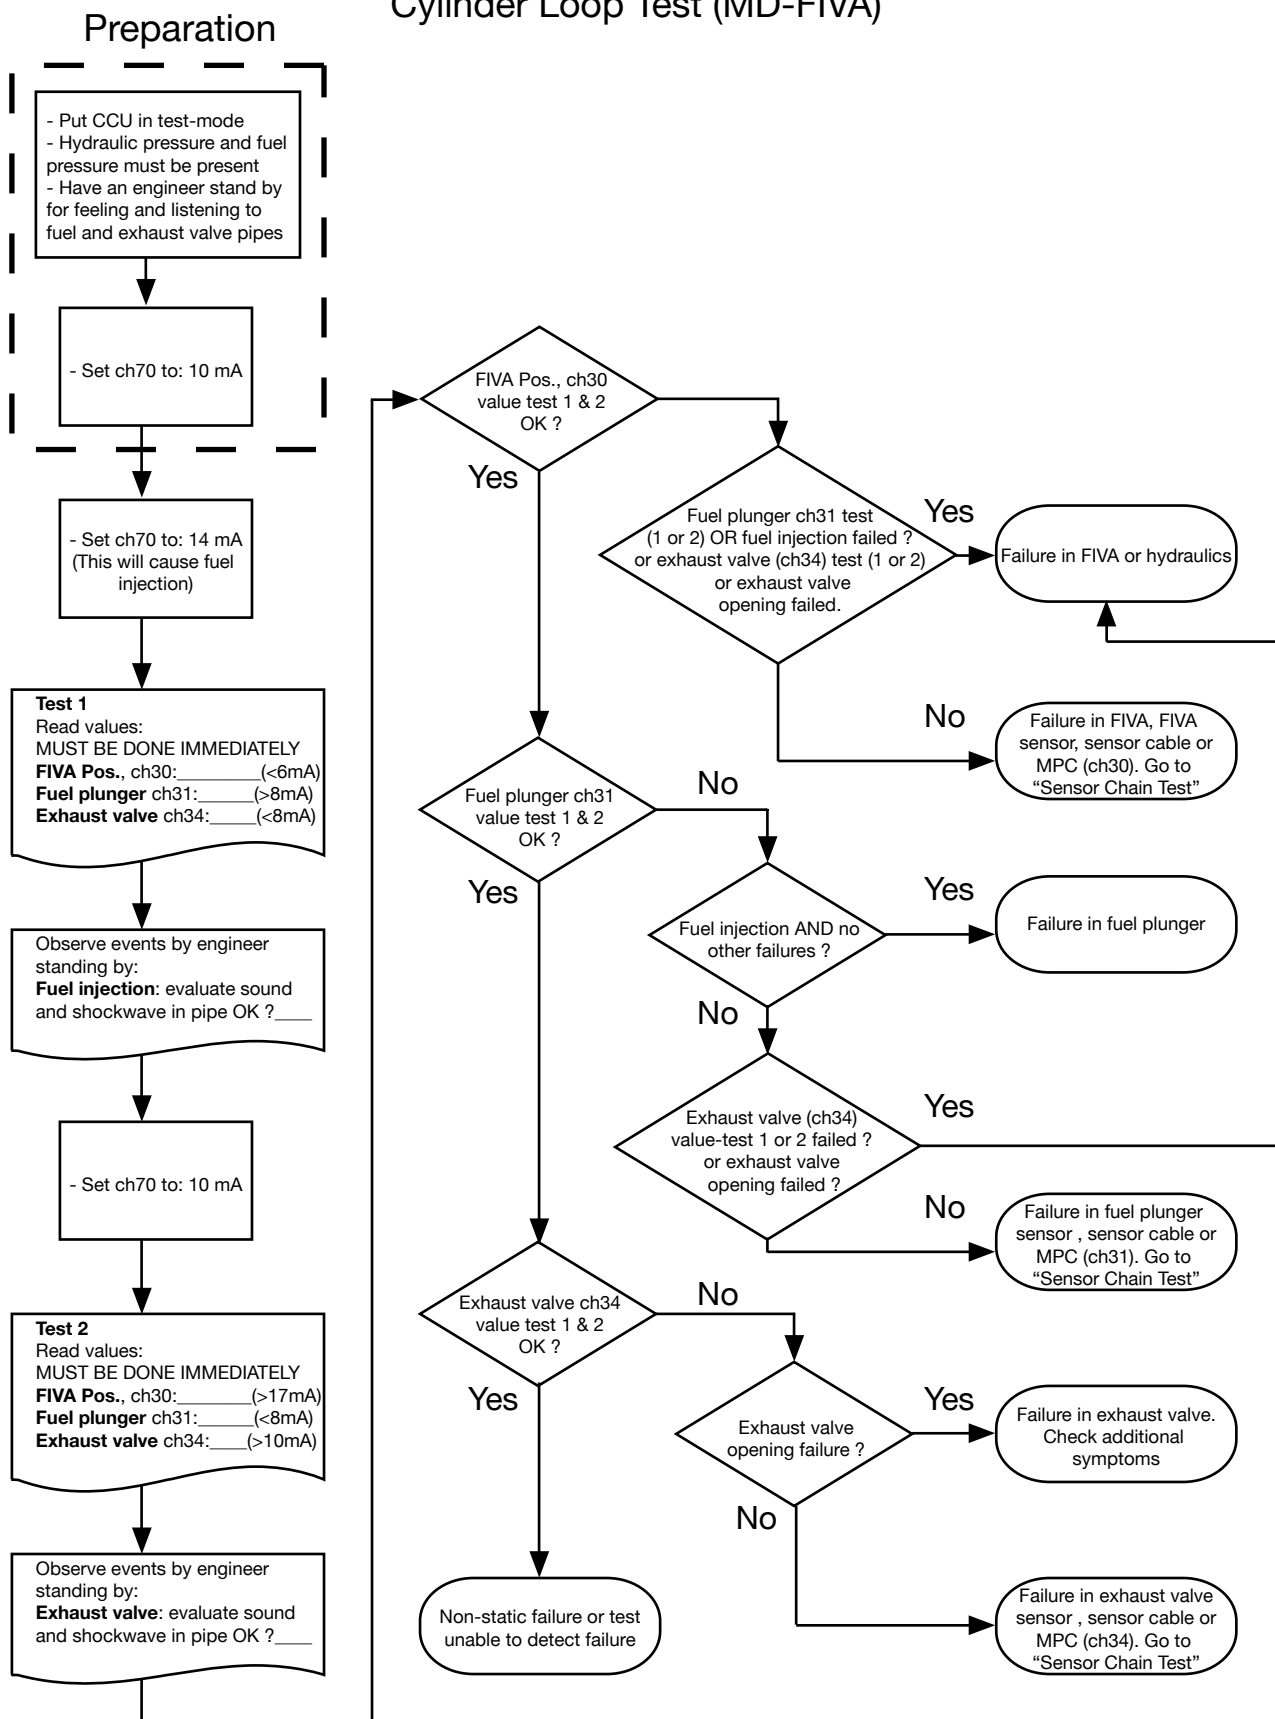 Cylinder Loop Test (MD-FIVA)
Preparation
- Put CCU in test-mode
- Hydraulic pressure and fuel
pressure must be present
- Have an engineer stand by
for feeling and listening to
fuel and exhaust valve pipes
- Set ch70 to: 10 mA
- Set ch70 to: 14 mA
(This will cause fuel
injection)
Test 1
Read values:
MUST BE DONE IMMEDIATELY
FIVA Pos., ch30:_________(<6mA)
Fuel plunger ch31:______(>8mA)
Exhaust valve ch34:_____(<8mA)
Observe events by engineer
standing by:
Fuel injection: evaluate sound
and shockwave in pipe OK ?____
- Set ch70 to: 10 mA
Test 2
Read values:
MUST BE DONE IMMEDIATELY
FIVA Pos., ch30:________(>17mA)
Fuel plunger ch31:______(<8mA)
Exhaust valve ch34:____(>10mA)
Observe events by engineer
standing by:
Exhaust valve: evaluate sound
and shockwave in pipe OK ?____
FIVA Pos., ch30
value test 1 & 2
OK ?
Yes
Fuel plunger ch31 test
(1 or 2) OR fuel injection failed ?
or exhaust valve (ch34) test (1 or 2)
or exhaust valve
opening failed.
Yes
Failure in FIVA or hydraulics
No
Failure in FIVA, FIVA
sensor, sensor cable or
MPC (ch30). Go to
“Sensor Chain Test”
Fuel plunger ch31
value test 1 & 2
OK ?
No
Yes
Fuel injection AND no
other failures ?
Yes
Failure in fuel plunger
No
Exhaust valve (ch34)
value-test 1 or 2 failed ?
or exhaust valve
opening failed ?
Yes
No
Failure in fuel plunger
sensor , sensor cable or
MPC (ch31). Go to
“Sensor Chain Test”
Exhaust valve ch34
value test 1 & 2
OK ?
No
Yes
Exhaust valve
opening failure ?
Yes
Failure in exhaust valve.
Check additional
symptoms
No
Failure in exhaust valve
sensor , sensor cable or
MPC (ch34). Go to
“Sensor Chain Test”
Non-static failure or test
unable to detect failure